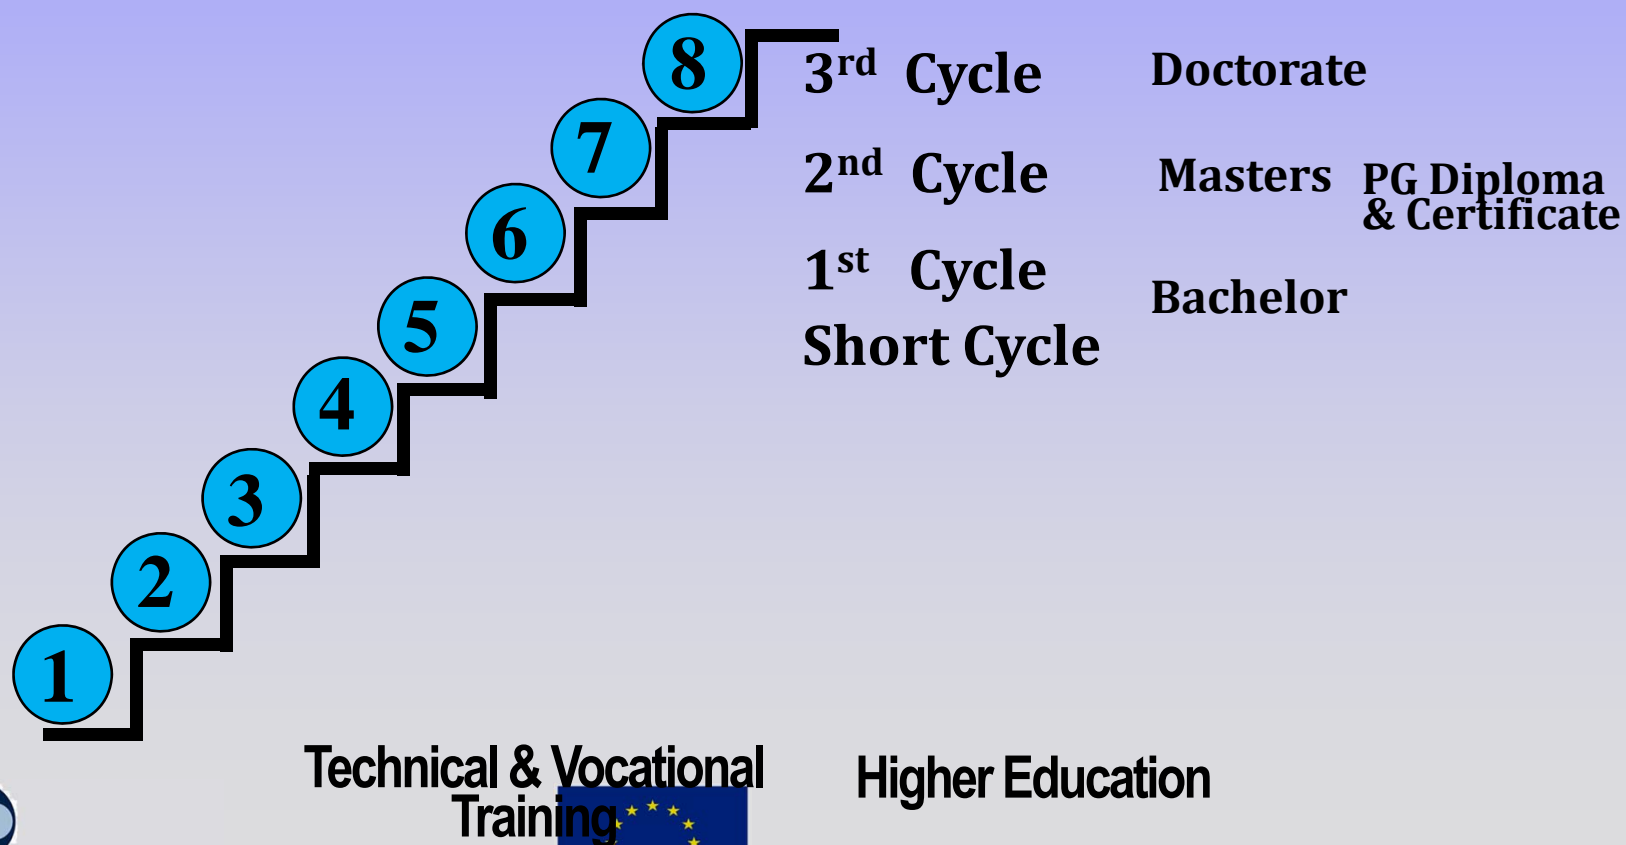 8
3rd Cycle Doctorate
7
2nd Cycle Masters PG Diploma
& Certificate
6
1st Cycle
Bachelor
5
Short Cycle
4
3
2
1
Technical & Vocational
Training
Higher Education